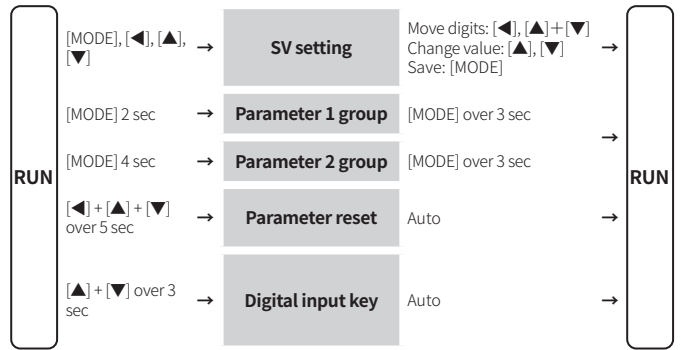 RUN
[MODE], [◀], [▲],
[▼]
→
SV setting
Move digits: [◀], [▲]+[▼]
Change value: [▲], [▼]
Save: [MODE]
→
[MODE] 2 sec
→
Parameter 1 group
[MODE] over 3 sec
→
[MODE] 4 sec
→
Parameter 2 group
[MODE] over 3 sec
[◀] + [▲] + [▼]
over 5 sec
→
Parameter reset
Auto
→
[▲] + [▼] over 3
sec
→
Digital input key
Auto
→
RUN